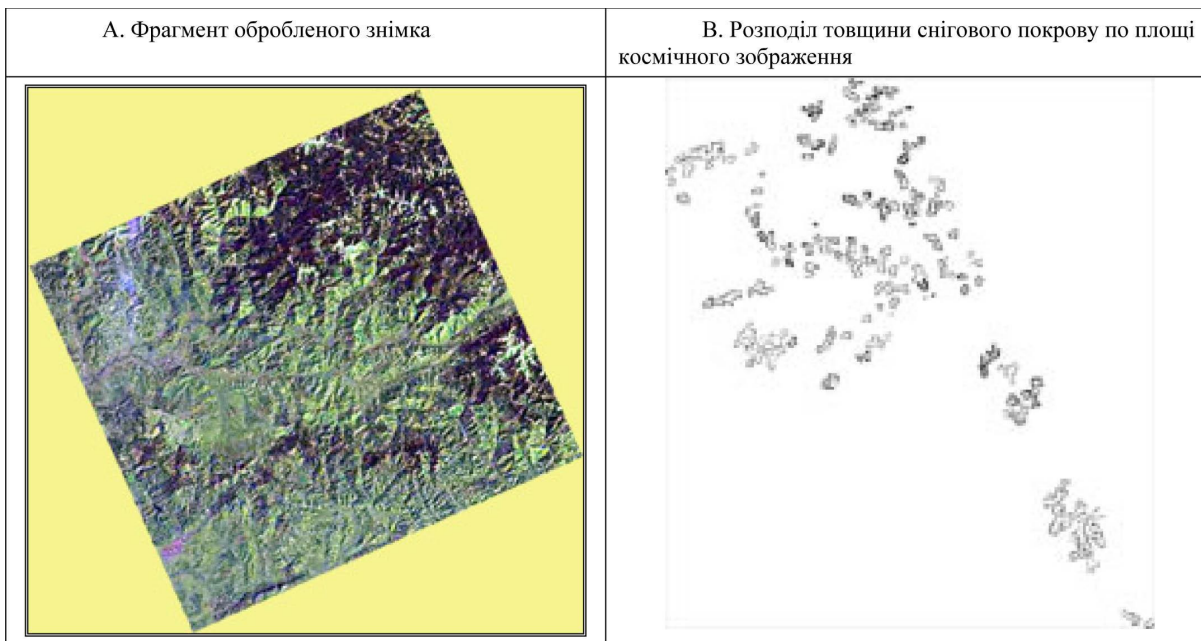 А. Фрагмент обробленого знімка
В. Розподіл товщини снігового покрову по площі
космічного зображення